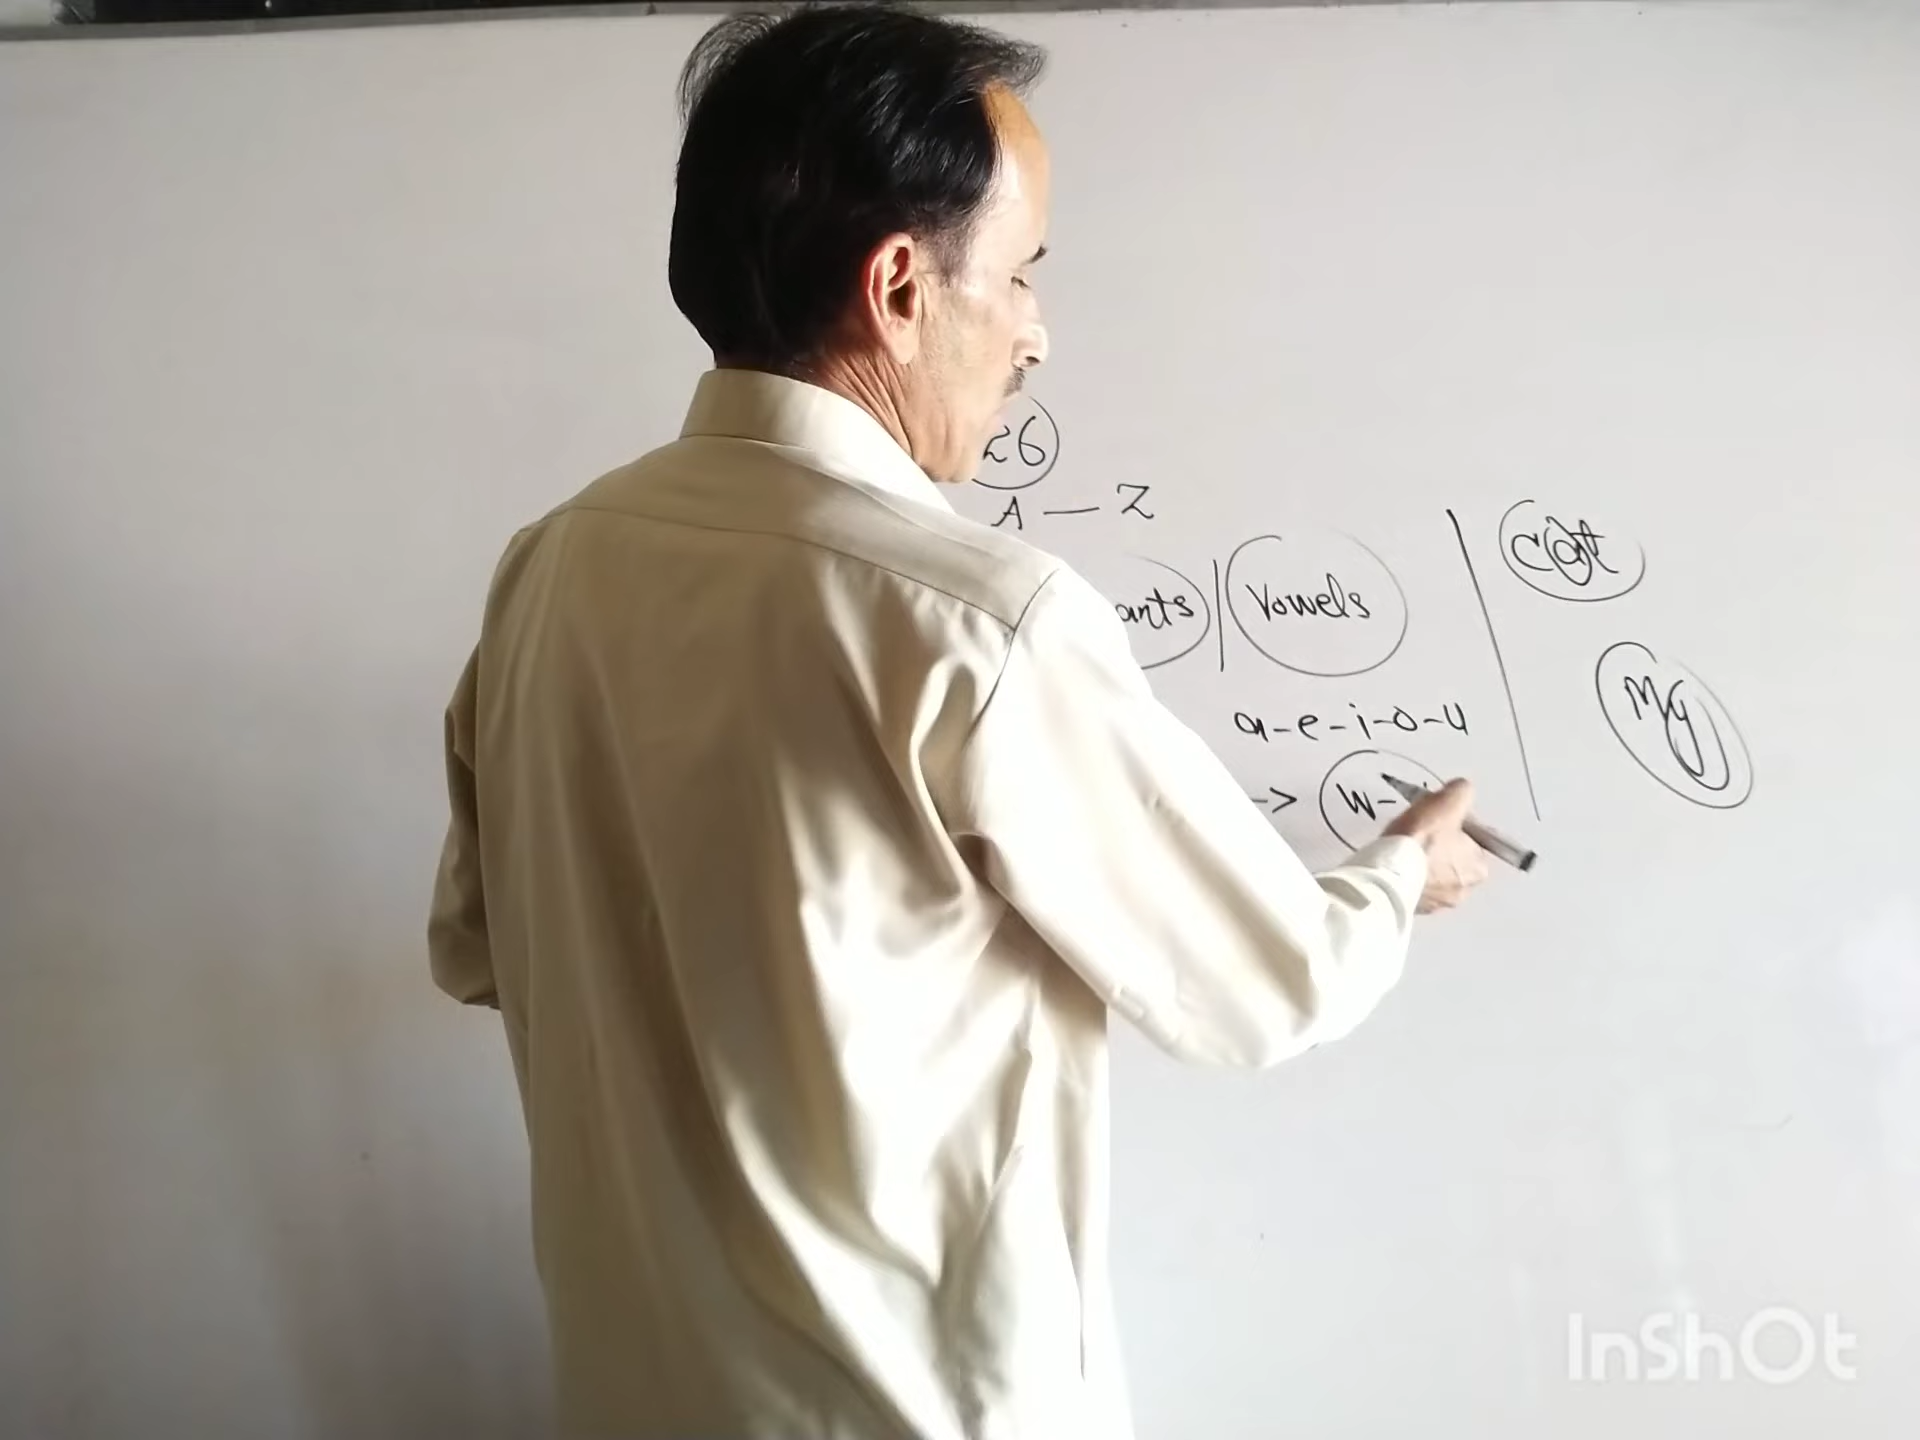 26
A — Z
ants / Vowels
a-e-i-o-u
-> W-
Cat
My
InShOt